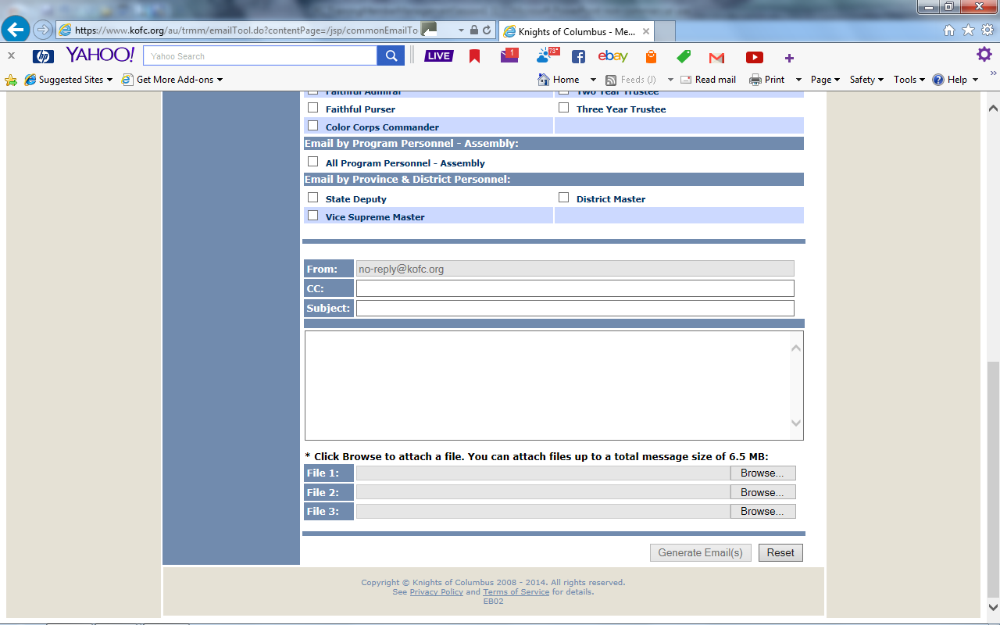 https://www.kofc.org/au/trmm/emailTool.do?contentPage=/jsp/commonEmailTo
Knights of Columbus - Me... ×
x hp YAHOO! Yahoo Search LIVE 1 73° ebay
Suggested Sites Get More Add-ons Home Feeds (J) Read mail Print Page Safety Tools Help »
Faithful Admiral Two Year Trustee
Faithful Purser Three Year Trustee
Color Corps Commander
Email by Program Personnel - Assembly:
All Program Personnel - Assembly
Email by Province & District Personnel:
State Deputy District Master
Vice Supreme Master
From: no-reply@kofc.org
CC:
Subject:
* Click Browse to attach a file. You can attach files up to a total message size of 6.5 MB:
File 1: Browse...
File 2: Browse...
File 3: Browse...
Generate Email(s) Reset
Copyright © Knights of Columbus 2008 - 2014. All rights reserved.
See Privacy Policy and Terms of Service for details.
EB02